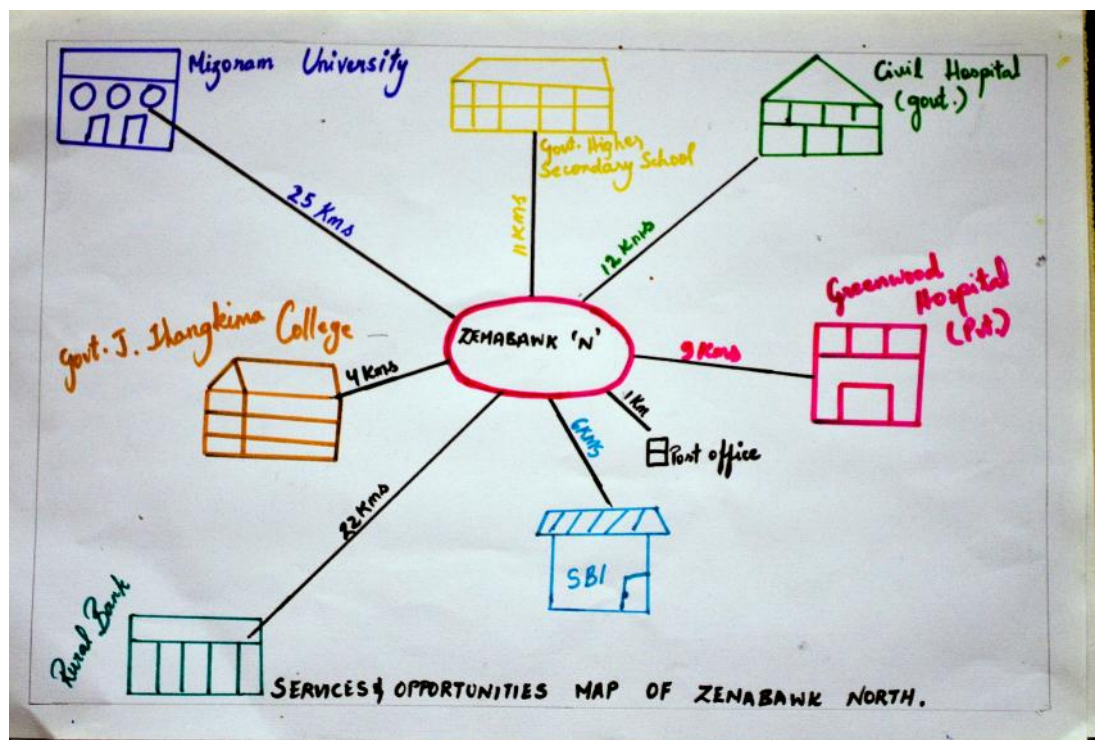 Mizoram University
Govt. Higher
Secondary School
Civil Hospital
(govt.)
25 Kms
11 KMS
12 Kms
Greenwood
Hospital
(Pvt.)
Govt. J. Thangkima College
ZEMABAWK 'N'
4 Kms
9 Kms
1 Km
6 KMS
Post office
22 Kms
SBI
Rural Bank
SERVICES & OPPORTUNITIES MAP OF ZENABAWK NORTH.